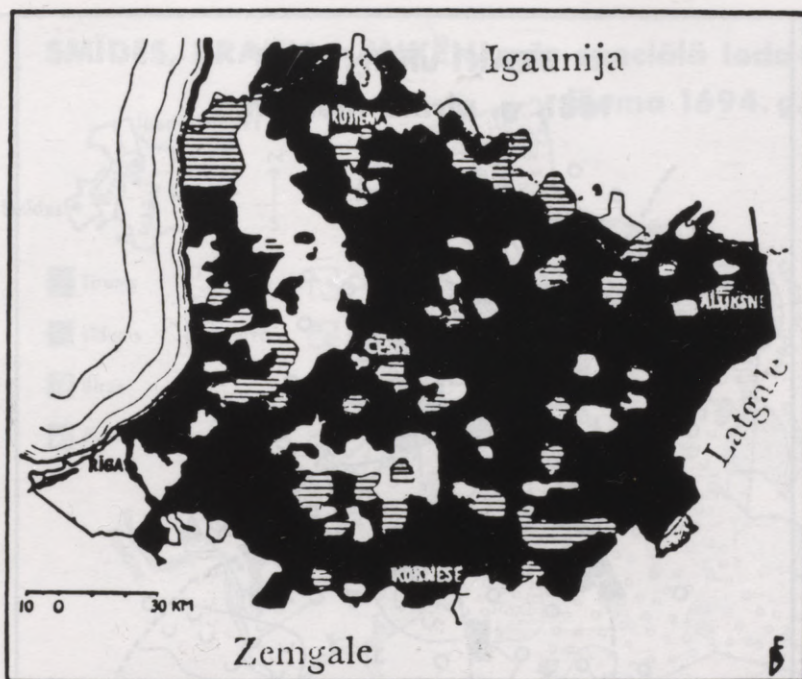 Igaunija
RŪJIENA
ALŪKSNE
CĒSIS
Latgale
RĪGA
KOKNESE
10 0 30 KM
Zemgale